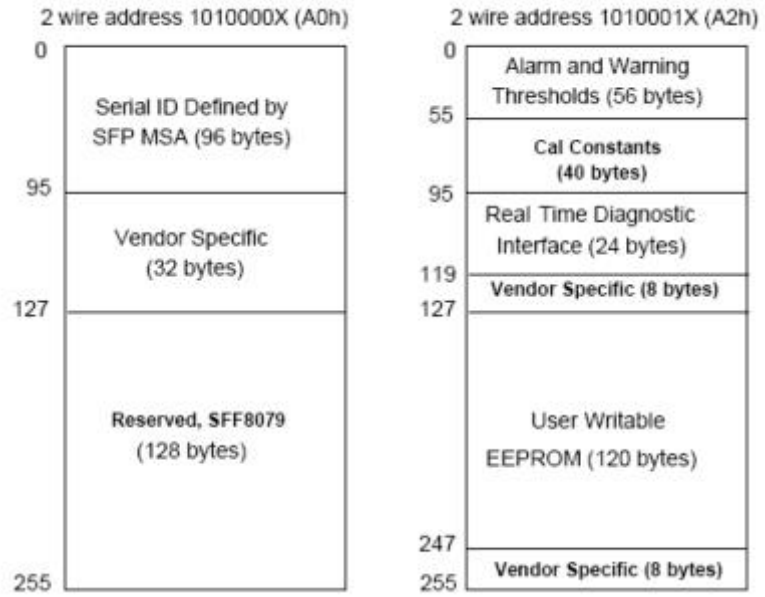 2 wire address 1010000X (A0h)
0
Serial ID Defined by
SFP MSA (96 bytes)
95
Vendor Specific
(32 bytes)
127
Reserved, SFF8079
(128 bytes)
255
2 wire address 1010001X (A2h)
0
Alarm and Warning
Thresholds (56 bytes)
55
Cal Constants
(40 bytes)
95
Real Time Diagnostic
Interface (24 bytes)
119
Vendor Specific (8 bytes)
127
User Writable
EEPROM (120 bytes)
247
Vendor Specific (8 bytes)
255